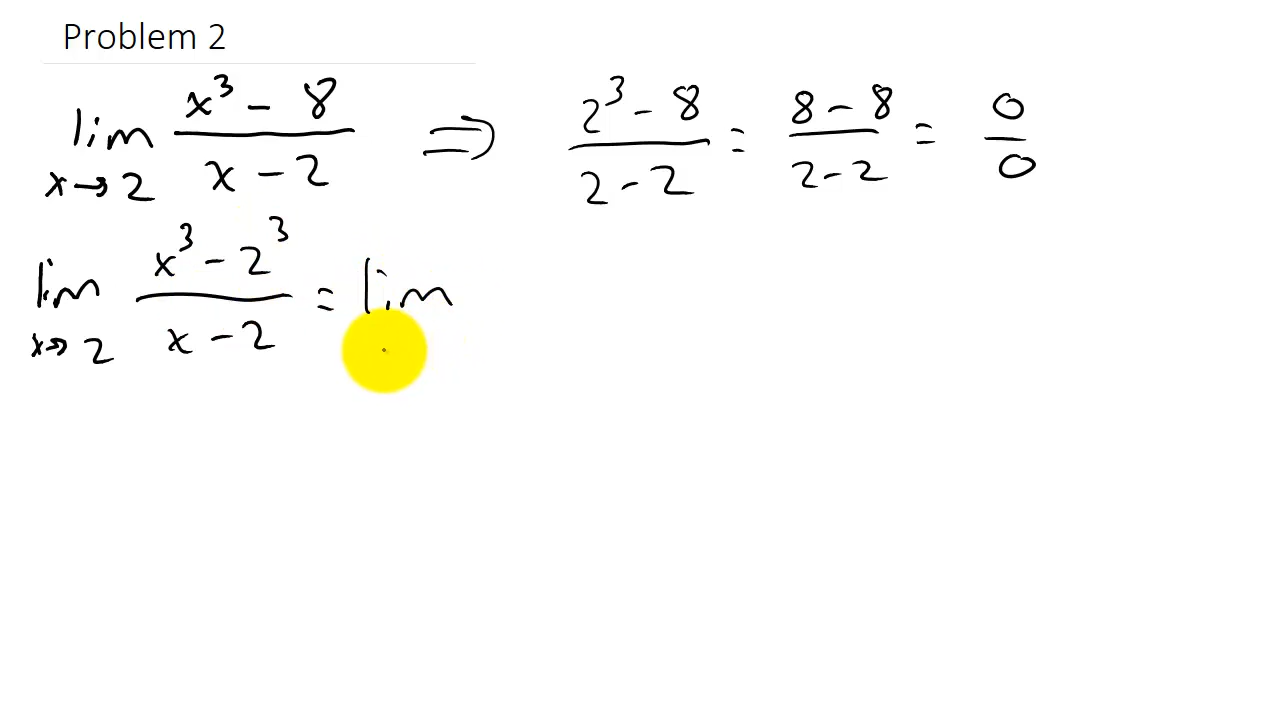 Problem 2
lim x→2 (x³ - 8)/(x - 2) ⇒ (2³ - 8)/(2 - 2) = (8 - 8)/(2 - 2) = 0/0
lim x→2 (x³ - 2³)/(x - 2) = lim